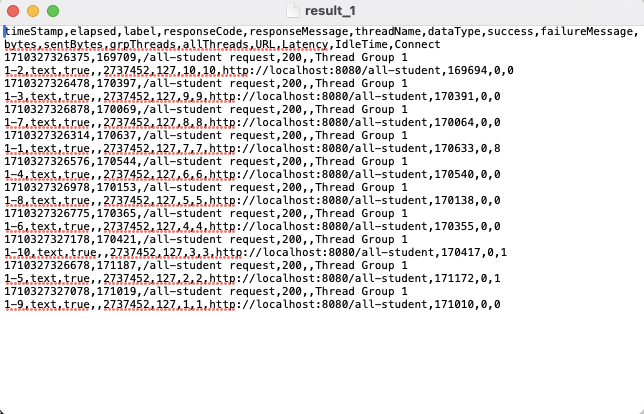 result_1
timeStamp,elapsed,label,responseCode,responseMessage,threadName,dataType,success,failureMessage,
bytes,sentBytes,grpThreads,allThreads,URL,Latency,IdleTime,Connect
1710327326375,169709,/all-student request,200,,Thread Group 1
1-2,text,true,,2737452,127,10,10,http://localhost:8080/all-student,169694,0,0
1710327326478,170397,/all-student request,200,,Thread Group 1
1-3,text,true,,2737452,127,9,9,http://localhost:8080/all-student,170391,0,0
1710327326878,170069,/all-student request,200,,Thread Group 1
1-7,text,true,,2737452,127,8,8,http://localhost:8080/all-student,170064,0,0
1710327326314,170637,/all-student request,200,,Thread Group 1
1-1,text,true,,2737452,127,7,7,http://localhost:8080/all-student,170633,0,8
1710327326576,170544,/all-student request,200,,Thread Group 1
1-4,text,true,,2737452,127,6,6,http://localhost:8080/all-student,170540,0,0
1710327326978,170153,/all-student request,200,,Thread Group 1
1-8,text,true,,2737452,127,5,5,http://localhost:8080/all-student,170138,0,0
1710327326775,170365,/all-student request,200,,Thread Group 1
1-6,text,true,,2737452,127,4,4,http://localhost:8080/all-student,170355,0,0
1710327327178,170421,/all-student request,200,,Thread Group 1
1-10,text,true,,2737452,127,3,3,http://localhost:8080/all-student,170417,0,1
1710327326678,171187,/all-student request,200,,Thread Group 1
1-5,text,true,,2737452,127,2,2,http://localhost:8080/all-student,171172,0,1
1710327327078,171019,/all-student request,200,,Thread Group 1
1-9,text,true,,2737452,127,1,1,http://localhost:8080/all-student,171010,0,0